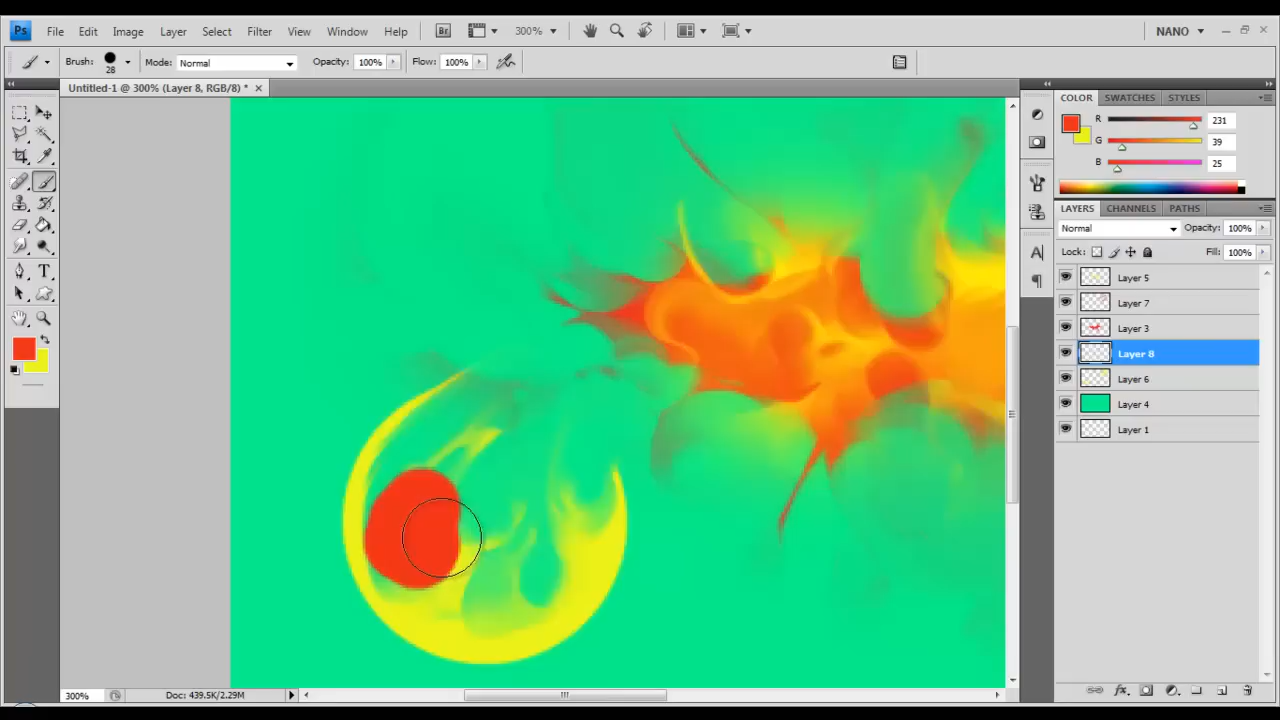 Ps File Edit Image Layer Select Filter View Window Help Br 300% NANO
Brush: 28 Mode: Normal Opacity: 100% Flow: 100%
Untitled-1 @ 300% (Layer 8, RGB/8) *
COLOR SWATCHES STYLES
R 231
G 39
B 25
LAYERS CHANNELS PATHS
Normal Opacity: 100%
Lock: Fill: 100%
Layer 5
Layer 7
Layer 3
Layer 8
Layer 6
Layer 4
Layer 1
300% Doc: 439.5K/2.29M